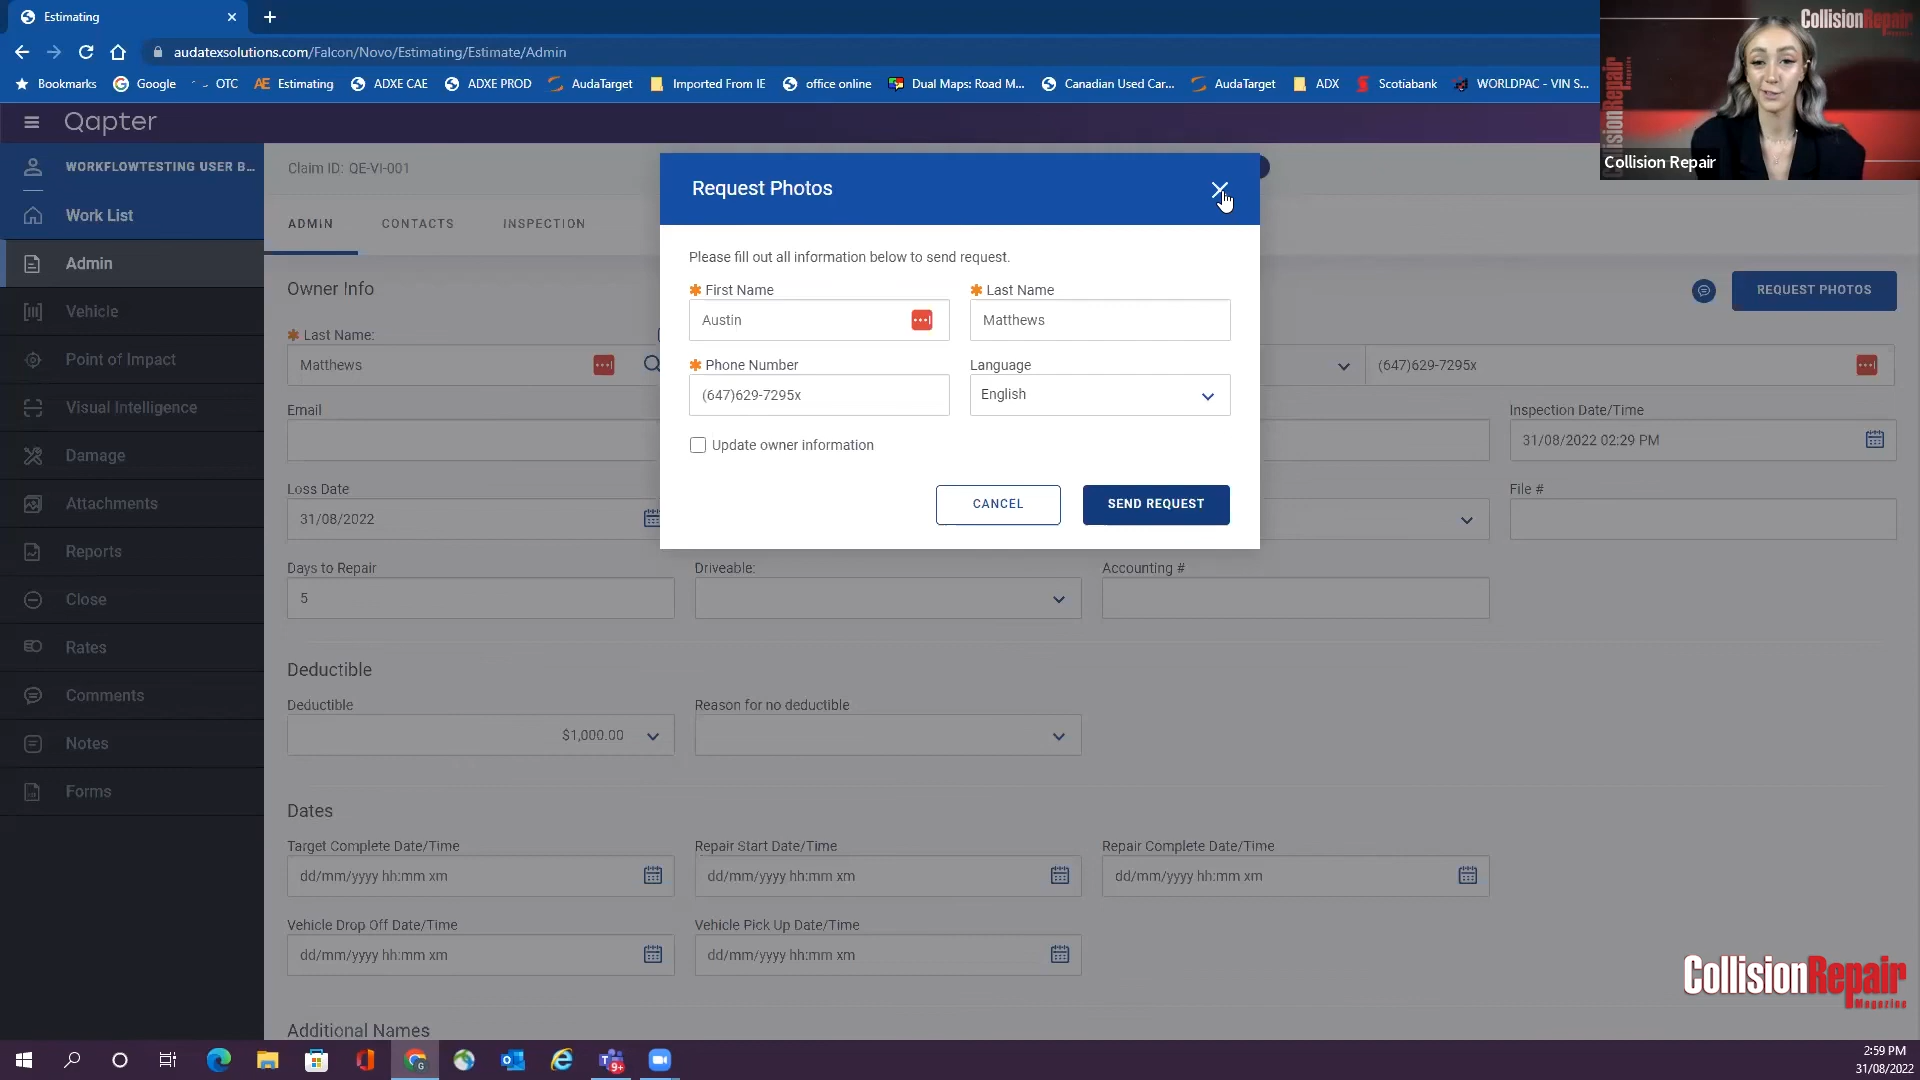 Estimating
audatexsolutions.com/Falcon/Novo/Estimating/Estimate/Admin
Bookmarks Google OTC AE Estimating ADXE CAE ADXE PROD AudaTarget Imported From IE office online Dual Maps: Road M... Canadian Used Car... AudaTarget ADX Scotiabank WORLDPAC - VIN S...
CollisionRepair
CollisionRepair Magazine
Collision Repair
Qapter
WORKFLOWTESTING USER B...
Work List
Admin
Vehicle
Point of Impact
Visual Intelligence
Damage
Attachments
Reports
Close
Rates
Comments
Notes
Forms
Claim ID: QE-VI-001
ADMIN CONTACTS INSPECTION
Owner Info
REQUEST PHOTOS
Last Name:
Matthews
(647)629-7295x
Email
Inspection Date/Time
31/08/2022 02:29 PM
Loss Date
31/08/2022
File #
Days to Repair
5
Driveable:
Accounting #
Request Photos
Please fill out all information below to send request.
✱ First Name ✱ Last Name
Austin Matthews
✱ Phone Number Language
(647)629-7295x English
Update owner information
CANCEL SEND REQUEST
Deductible
Deductible Reason for no deductible
$1,000.00
Dates
Target Complete Date/Time Repair Start Date/Time Repair Complete Date/Time
dd/mm/yyyy hh:mm xm dd/mm/yyyy hh:mm xm dd/mm/yyyy hh:mm xm
Vehicle Drop Off Date/Time Vehicle Pick Up Date/Time
dd/mm/yyyy hh:mm xm dd/mm/yyyy hh:mm xm
Additional Names
CollisionRepair
Magazine
9+
2:59 PM
31/08/2022